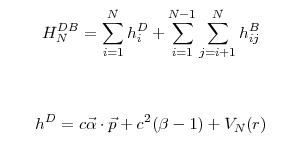 H_N^{DB} = \sum_{i=1}^{N} h_i^D + \sum_{i=1}^{N-1} \sum_{j=i+1}^{N} h_{ij}^B
h^D = c\vec{\alpha} \cdot \vec{p} + c^2(\beta - 1) + V_N(r)